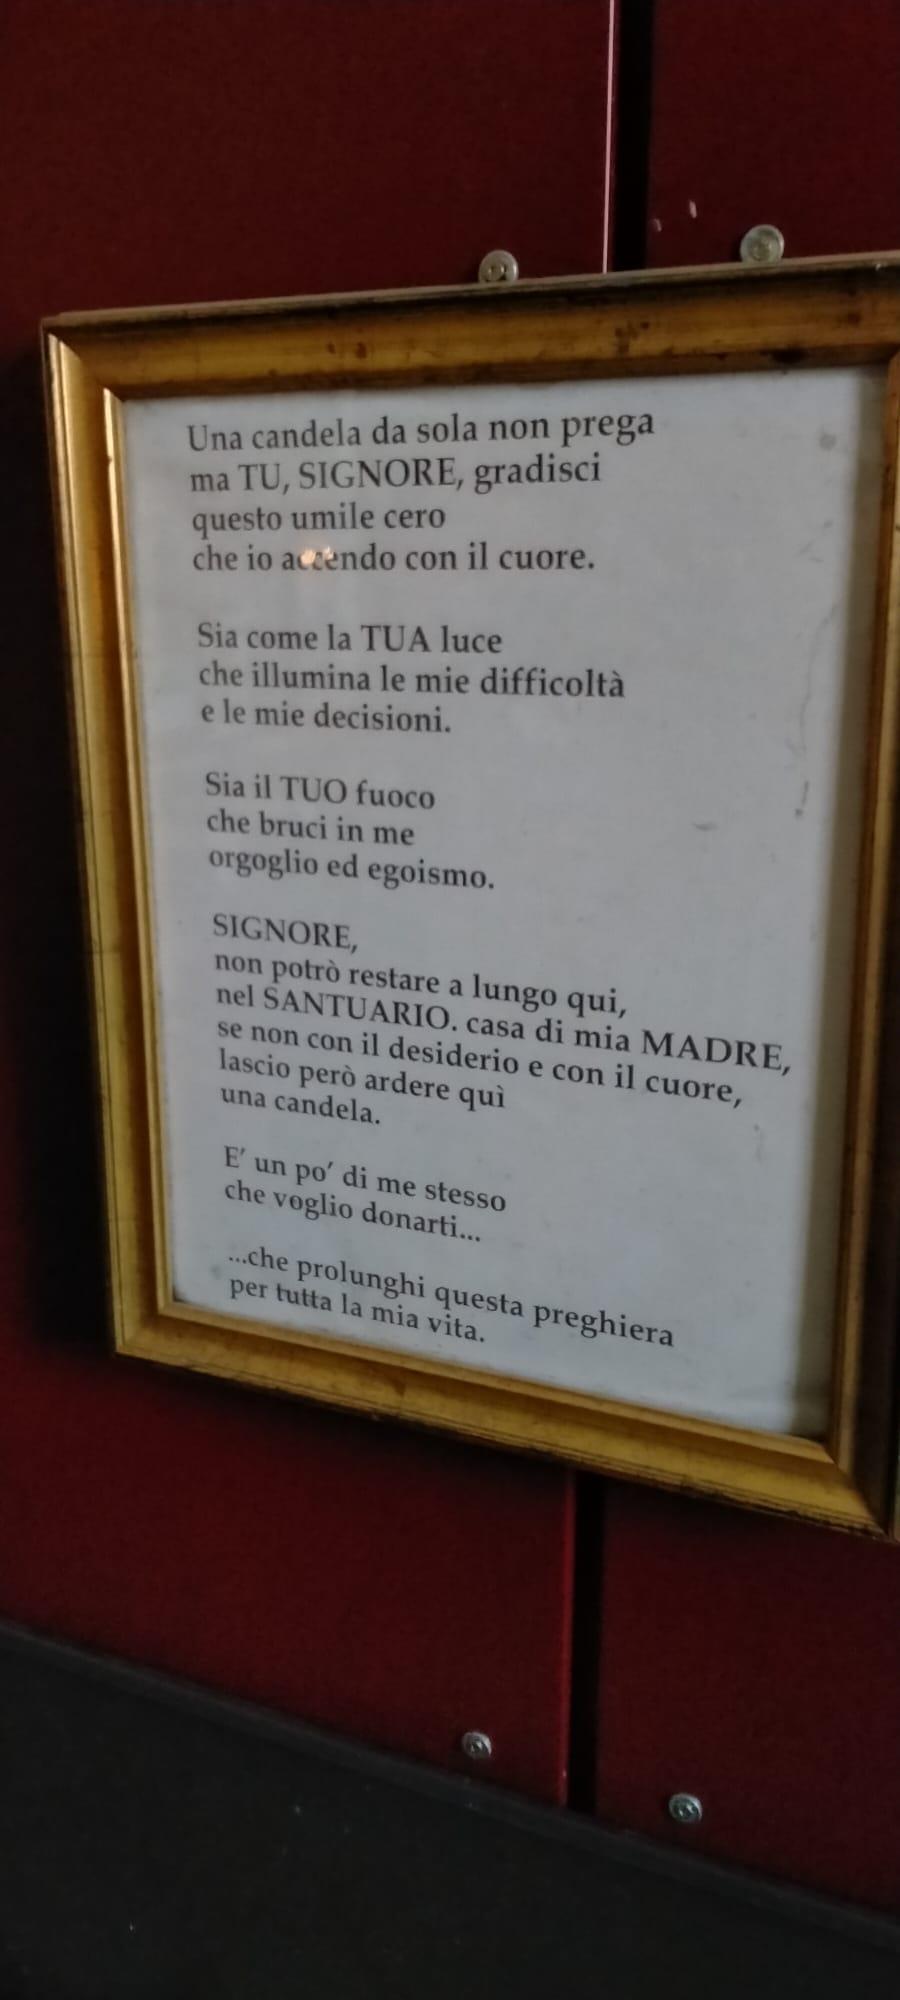 Una candela da sola non prega
ma TU, SIGNORE, gradisci
questo umile cero
che io accendo con il cuore.
Sia come la TUA luce
che illumina le mie difficoltà
e le mie decisioni.
Sia il TUO fuoco
che bruci in me
orgoglio ed egoismo.
SIGNORE,
non potrò restare a lungo qui,
nel SANTUARIO. casa di mia MADRE,
se non con il desiderio e con il cuore,
lascio però ardere quì
una candela.
E' un po' di me stesso
che voglio donarti...
...che prolunghi questa preghiera
per tutta la mia vita.